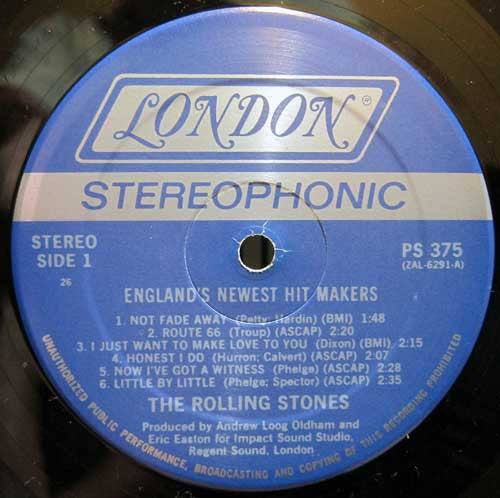 LONDON®
STEREOPHONIC
STEREO
SIDE 1
PS 375
(ZAL-6291-A)
26
ENGLAND'S NEWEST HIT MAKERS
1. NOT FADE AWAY (Petty; Hardin) (BMI) 1:48
2. ROUTE 66 (Troup) (ASCAP) 2:20
3. I JUST WANT TO MAKE LOVE TO YOU (Dixon) (BMI) 2:15
4. HONEST I DO (Hurron; Calvert) (ASCAP) 2:07
5. NOW I'VE GOT A WITNESS (Phelge) (ASCAP) 2:28
6. LITTLE BY LITTLE (Phelge; Spector) (ASCAP) 2:35
THE ROLLING STONES
Produced by Andrew Loog Oldham and
Eric Easton for Impact Sound Studio,
Regent Sound, London
UNAUTHORIZED PUBLIC PERFORMANCE, BROADCASTING AND COPYING OF THIS RECORDING PROHIBITED